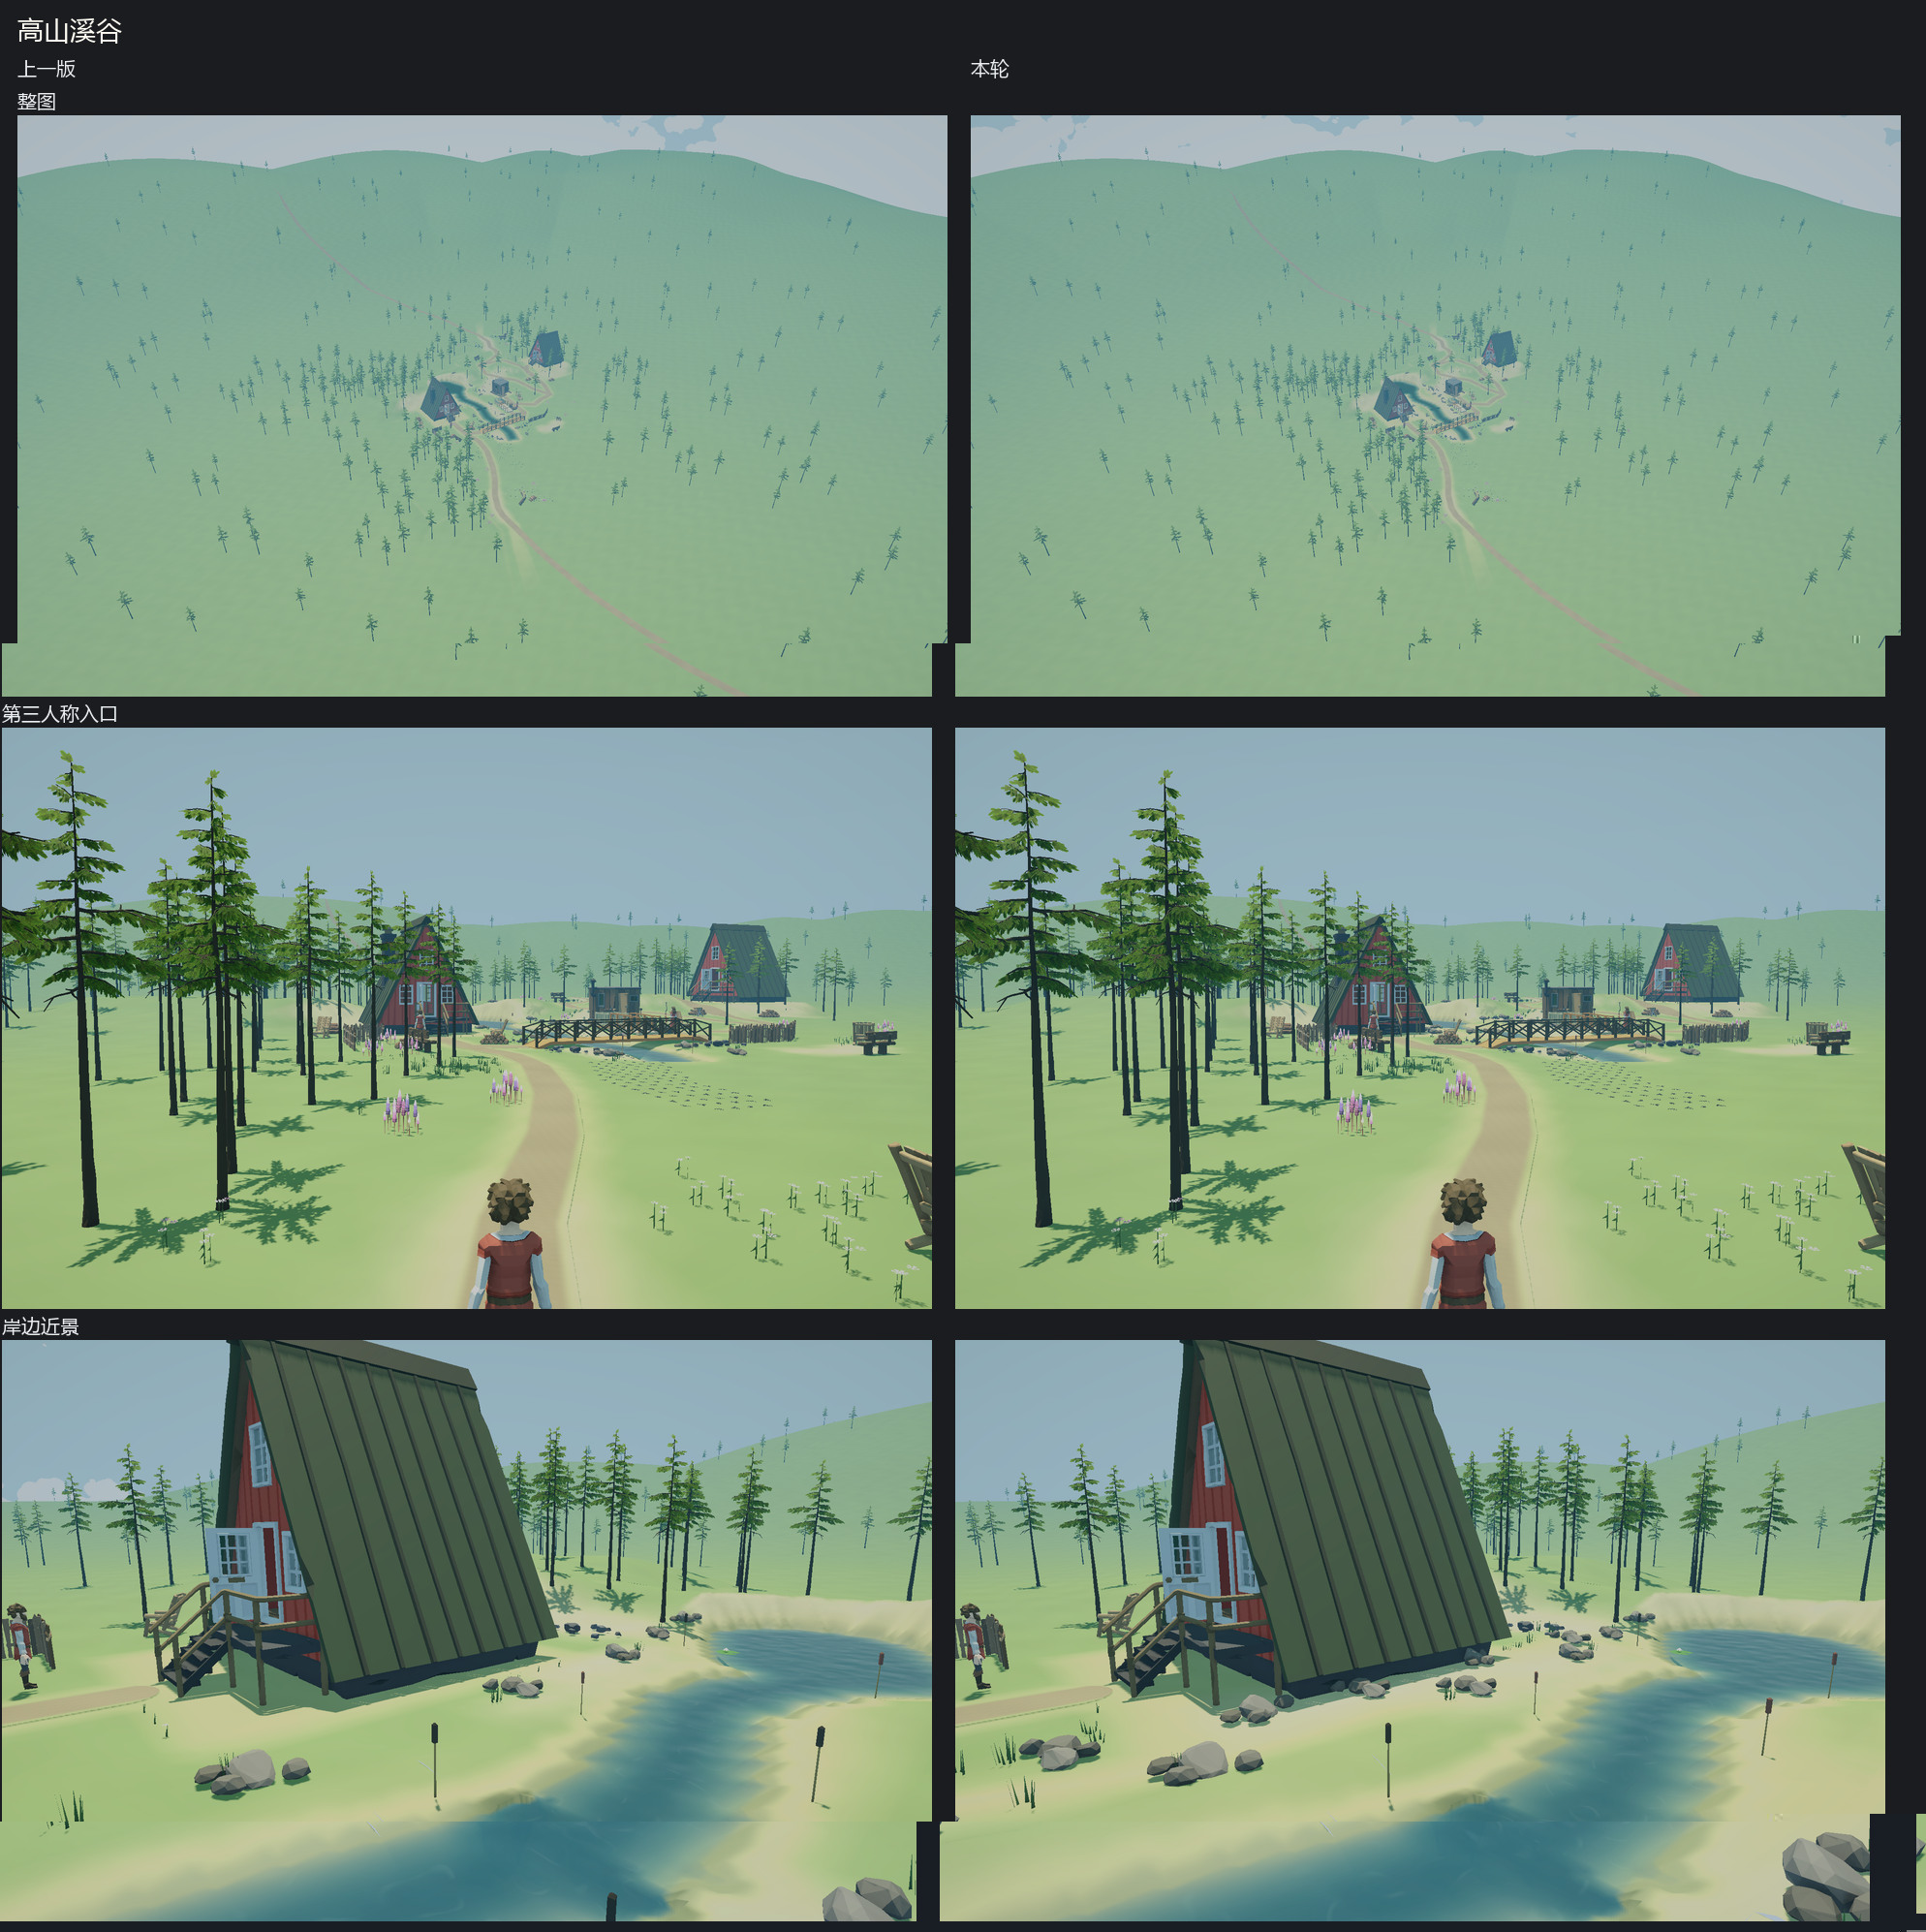 高山溪谷
上一版
本轮
整图
第三人称入口
岸边近景